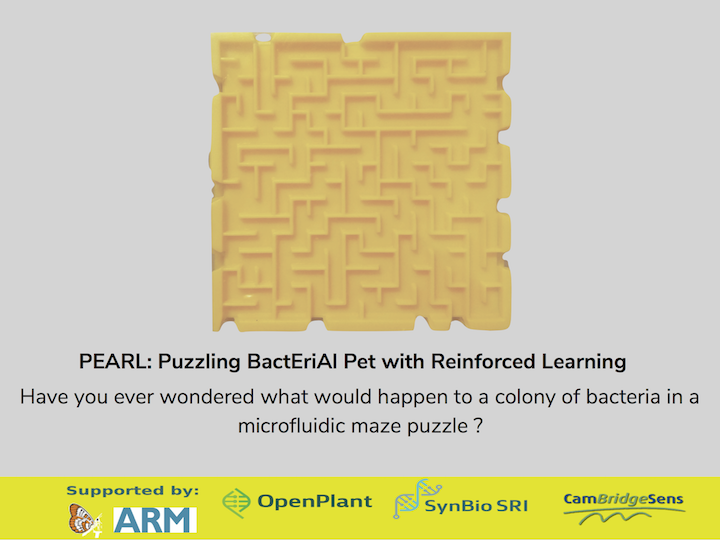 PEARL: Puzzling BactEriAl Pet with Reinforced Learning
Have you ever wondered what would happen to a colony of bacteria in a
microfluidic maze puzzle ?
Supported by:
ARM
OpenPlant
SynBio SRI
CamBridgeSens